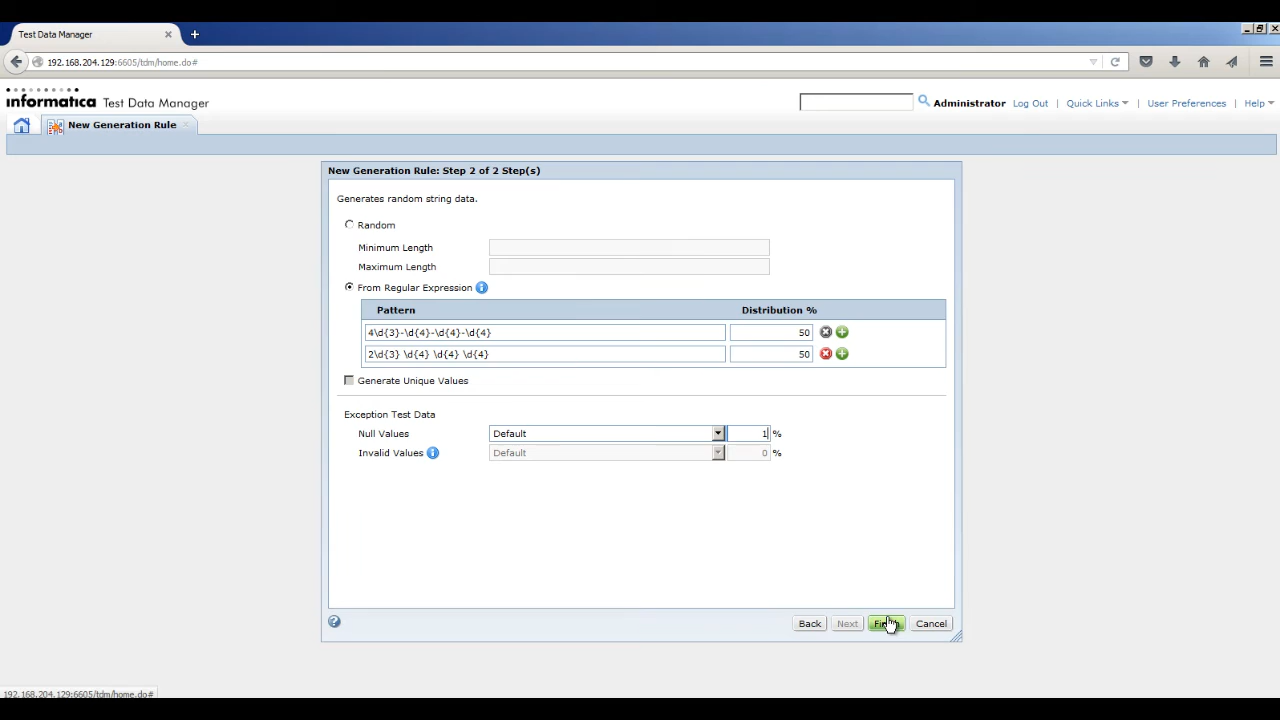 Test Data Manager
192.168.204.129:6605/tdm/home.do#
informatica Test Data Manager
Administrator Log Out Quick Links User Preferences Help
New Generation Rule
New Generation Rule: Step 2 of 2 Step(s)
Generates random string data.
Random
Minimum Length
Maximum Length
From Regular Expression
Pattern Distribution %
4\d{3}-\d{4}-\d{4}-\d{4} 50
2\d{3} \d{4} \d{4} \d{4} 50
Generate Unique Values
Exception Test Data
Null Values Default 1 %
Invalid Values Default 0 %
Back Next Cancel
192.168.204.129:6605/tdm/home.do#